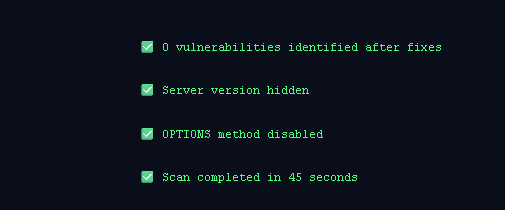 ✅ 0 vulnerabilities identified after fixes
✅ Server version hidden
✅ OPTIONS method disabled
✅ Scan completed in 45 seconds